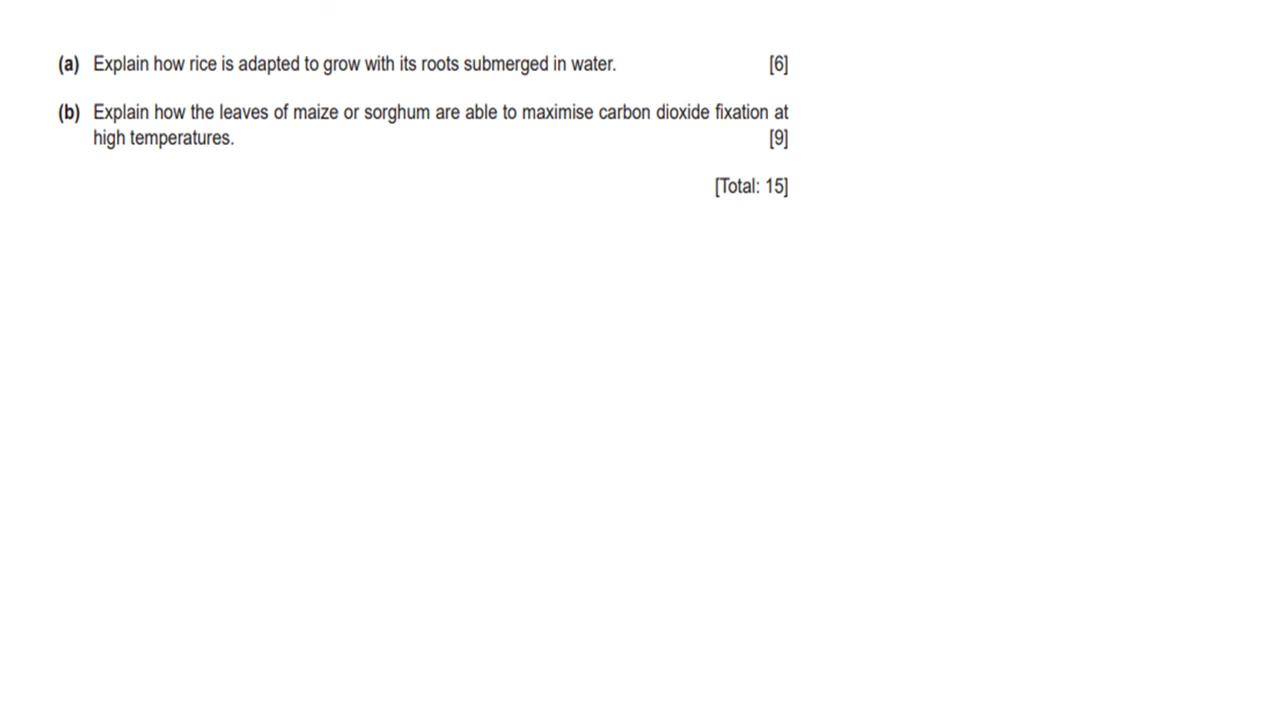 (a) Explain how rice is adapted to grow with its roots submerged in water. [6]
(b) Explain how the leaves of maize or sorghum are able to maximise carbon dioxide fixation at
high temperatures. [9]
[Total: 15]